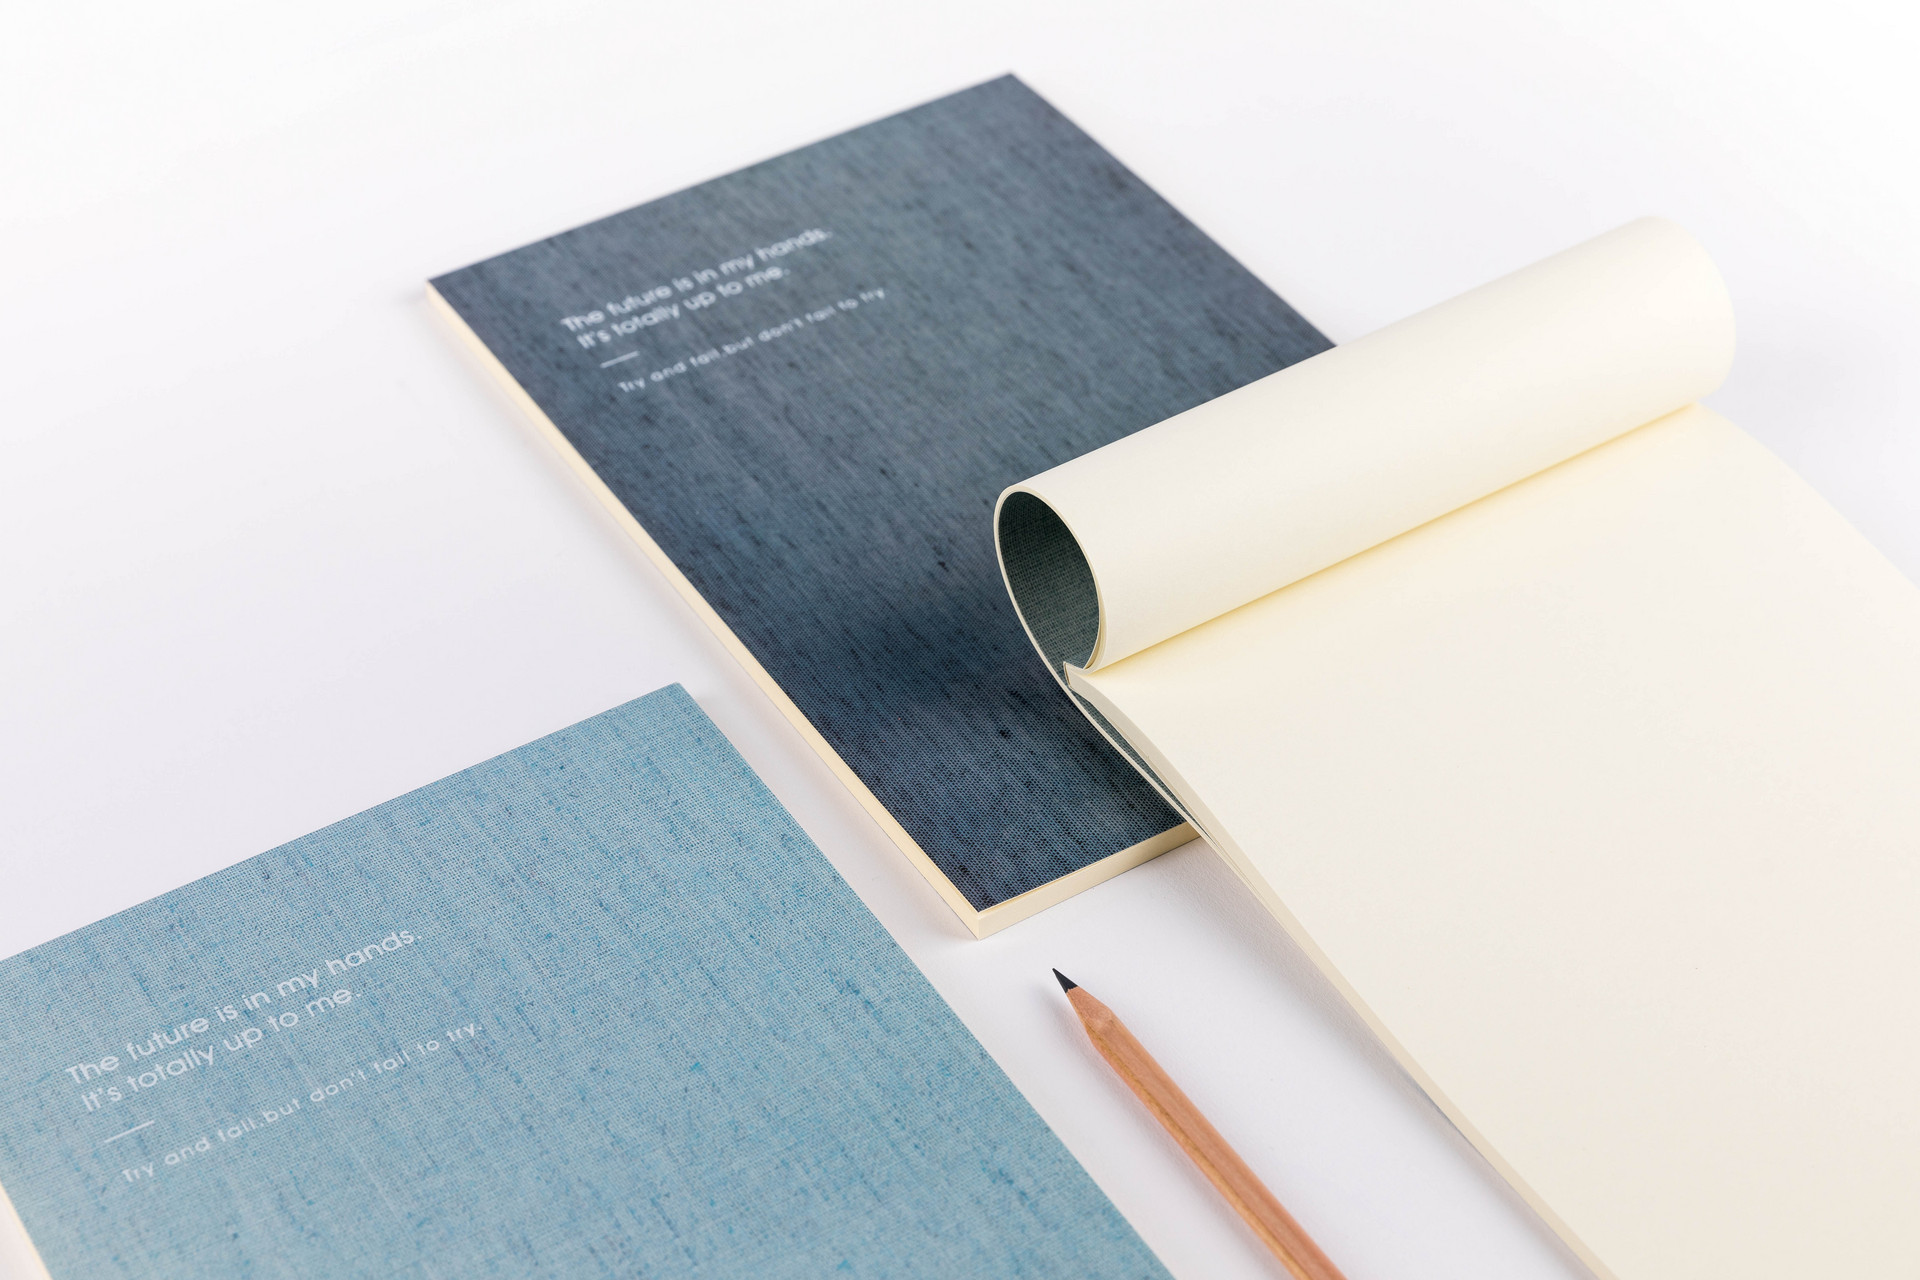 The future is in my hands.
It's totally up to me.
Try and fail.but don't fail to try
The future is in my hands.
It's totally up to me.
Try and fail.but don't fail to try.